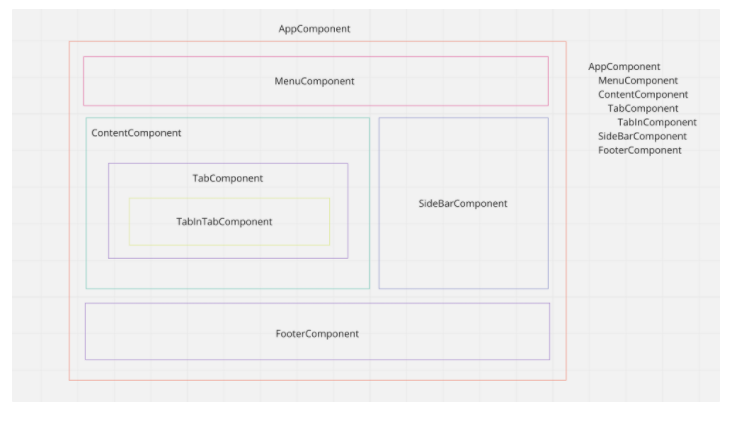 AppComponent
MenuComponent
ContentComponent
TabComponent
TabInTabComponent
SideBarComponent
FooterComponent
AppComponent
MenuComponent
ContentComponent
TabComponent
TabInComponent
SideBarComponent
FooterComponent